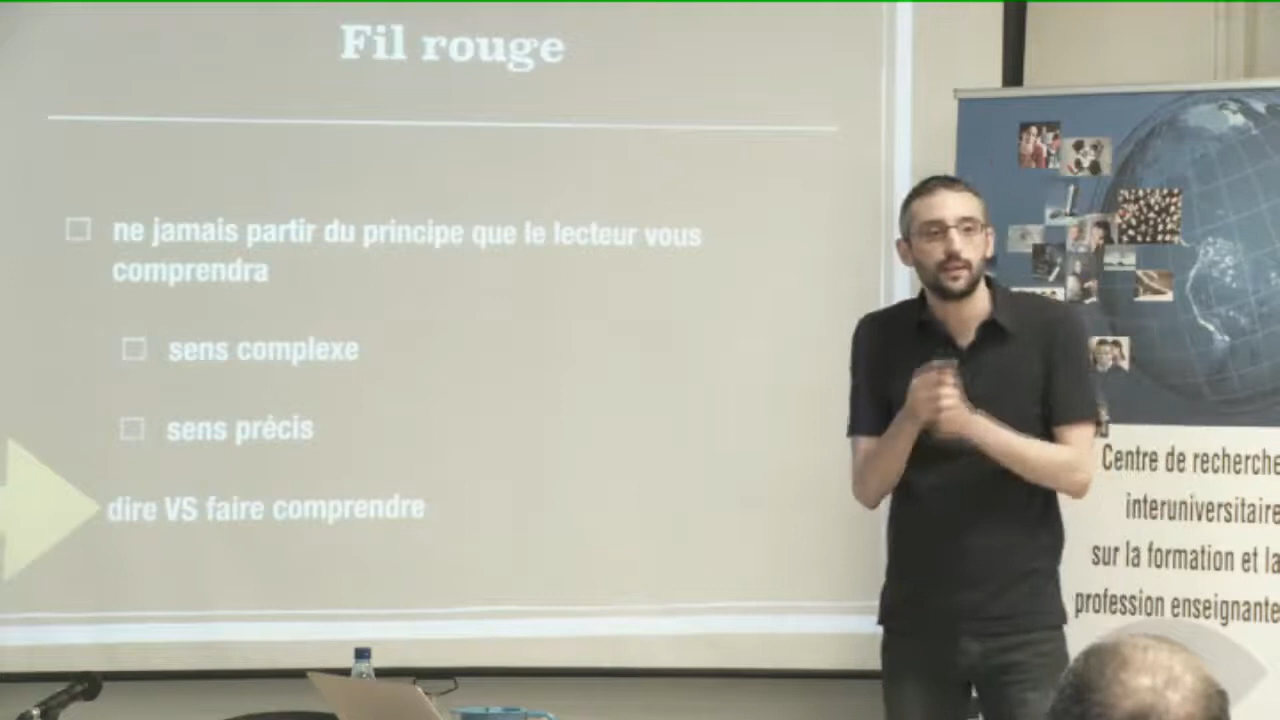 Fil rouge
ne jamais partir du principe que le lecteur vous
comprendra
sens complexe
sens précis
dire VS faire comprendre
Centre de recherche
interuniversitaire
sur la formation et la
profession enseignante